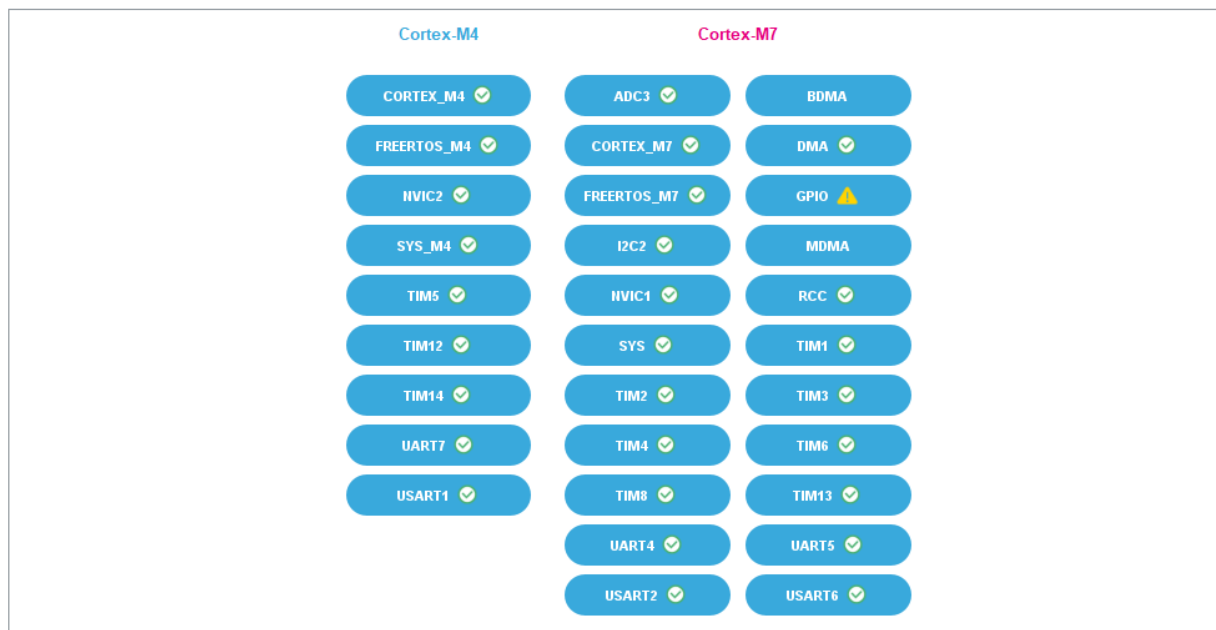 Cortex-M4 Cortex-M7
CORTEX_M4 ADC3 BDMA
FREERTOS_M4 CORTEX_M7 DMA
NVIC2 FREERTOS_M7 GPIO
SYS_M4 I2C2 MDMA
TIM5 NVIC1 RCC
TIM12 SYS TIM1
TIM14 TIM2 TIM3
UART7 TIM4 TIM6
USART1 TIM8 TIM13
UART4 UART5
USART2 USART6